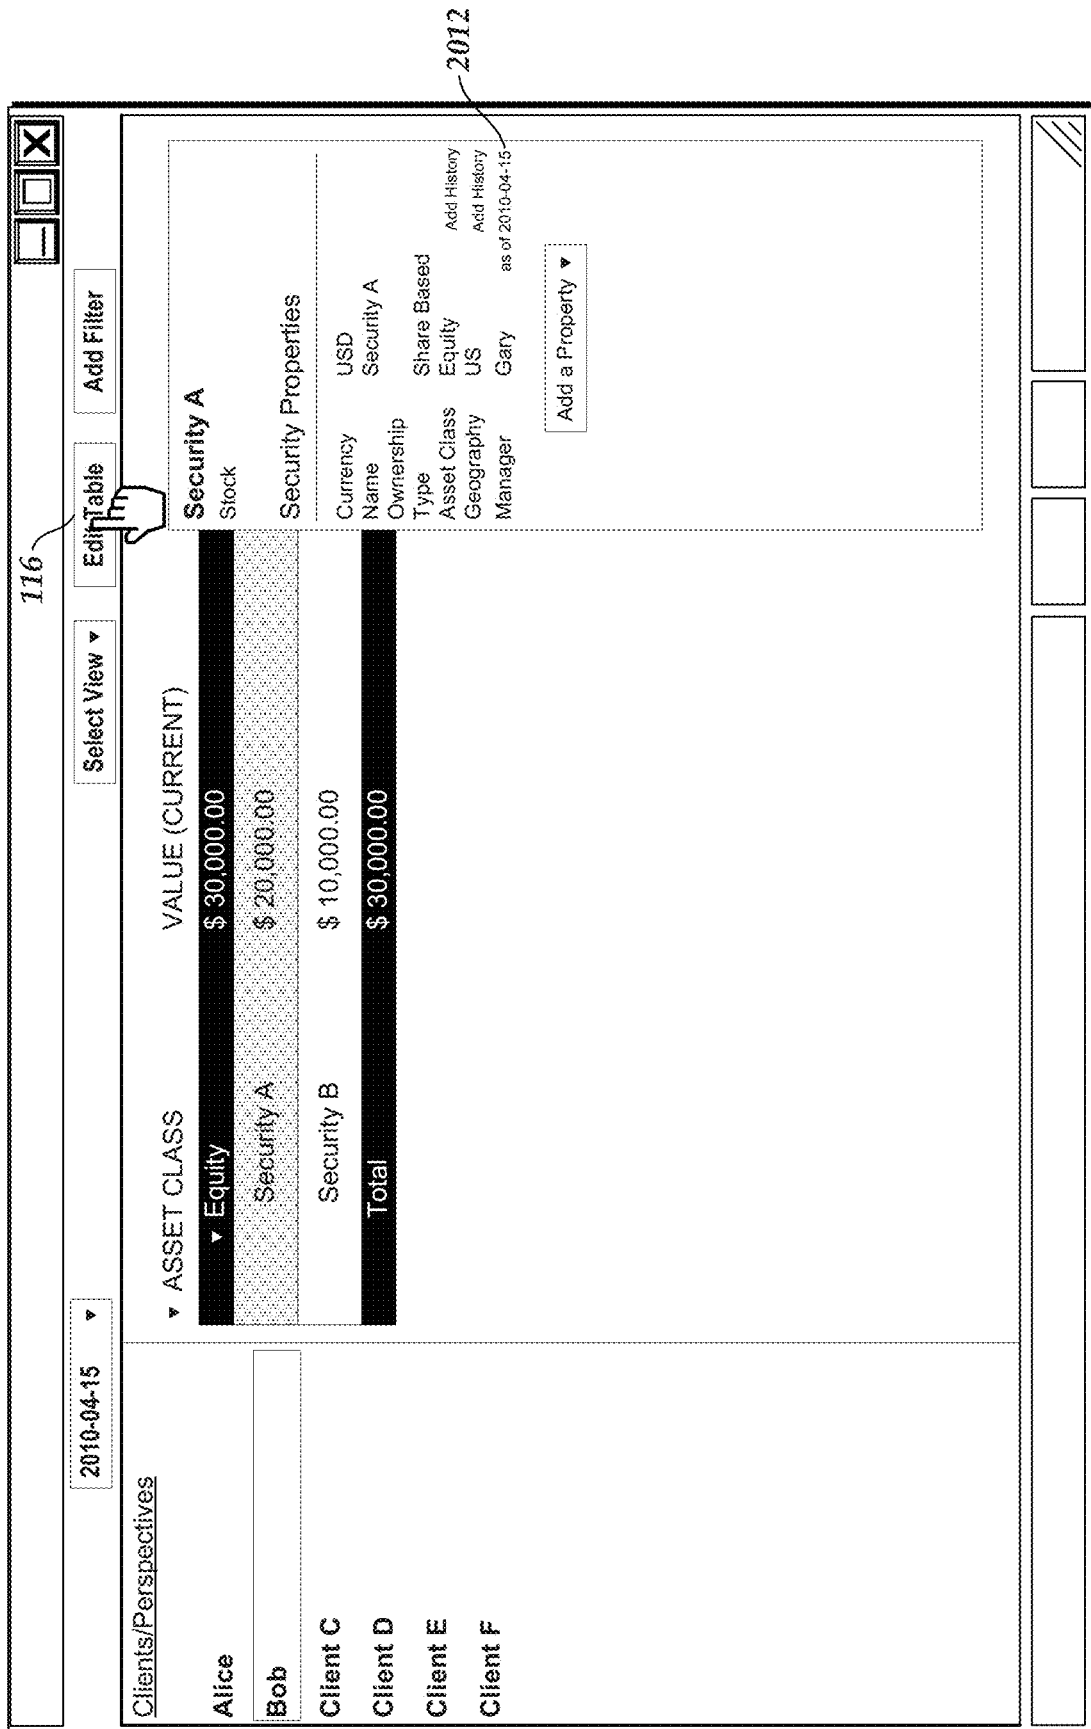 116
2010-04-15 ▼
Select View ▼
Edit Table
Add Filter
Clients/Perspectives
Alice
Bob
Client C
Client D
Client E
Client F
▼ ASSET CLASS VALUE (CURRENT)
▼ Equity $ 30,000.00
Security A $ 20,000.00
Security B $ 10,000.00
Total $ 30,000.00
Security A
Stock
Security Properties
Currency USD
Name Security A
Ownership
Type Share Based
Asset Class Equity Add History
Geography US Add History
Manager Gary as of 2010-04-15
Add a Property ▼
2012